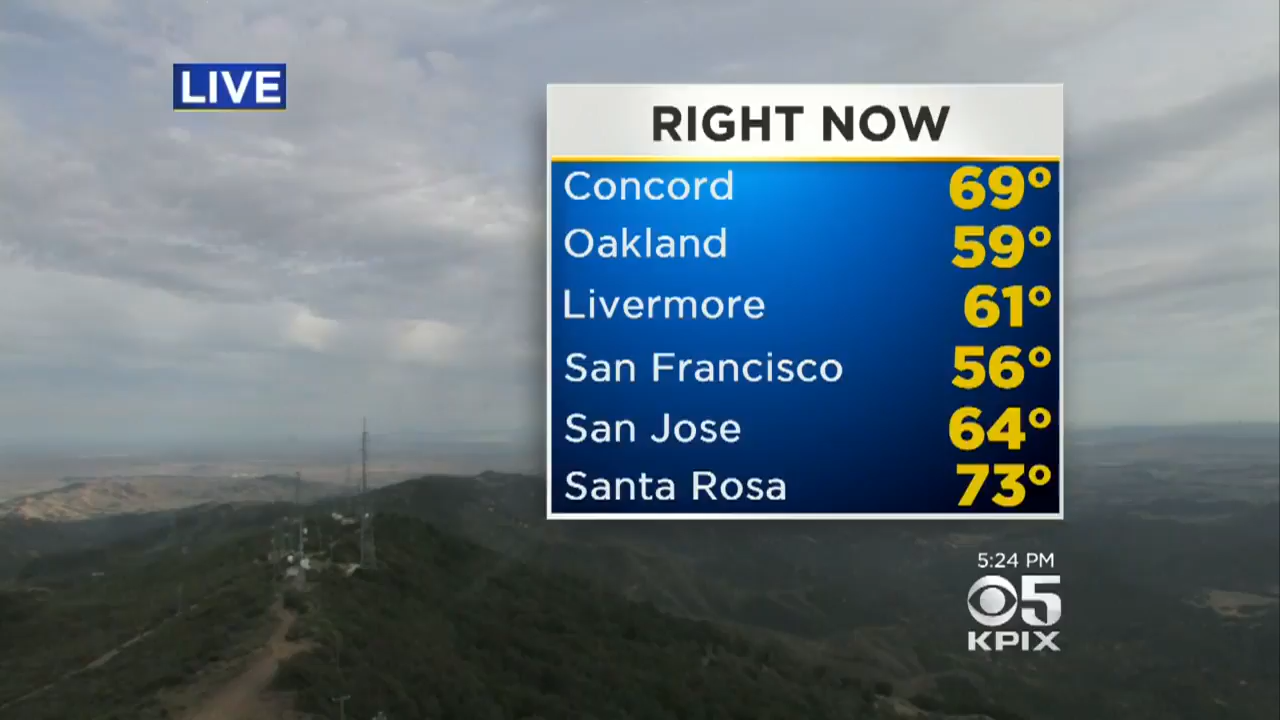 LIVE
RIGHT NOW
Concord 69°
Oakland 59°
Livermore 61°
San Francisco 56°
San Jose 64°
Santa Rosa 73°
5:24 PM
5
KPIX